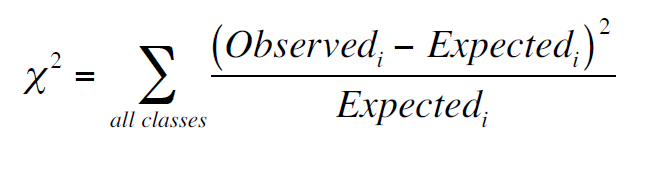 χ² = ∑ (Observedᵢ − Expectedᵢ)²
all classes
Expectedᵢ